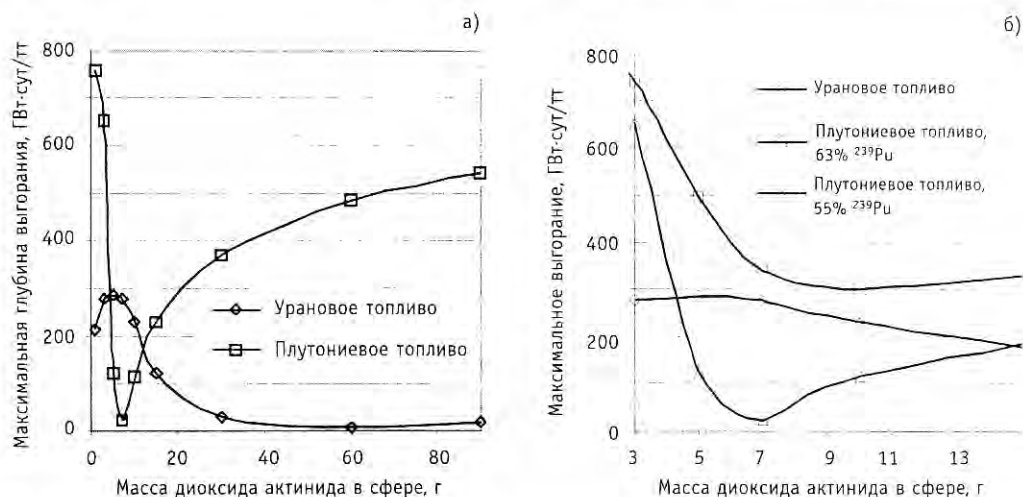 а)
Максимальная глубина выгорания, ГВт·сут/тт
800
600
400
200
0
Урановое топливо
Плутониевое топливо
0
20
40
60
80
Масса диоксида актинида в сфере, г
б)
Максимальное выгорание, ГВт·сут/тт
800
600
400
200
0
Урановое топливо
Плутониевое топливо,
63% ²³⁹Pu
Плутониевое топливо,
55% ²³⁹Pu
3
5
7
9
11
13
Масса диоксида актинида в сфере, г